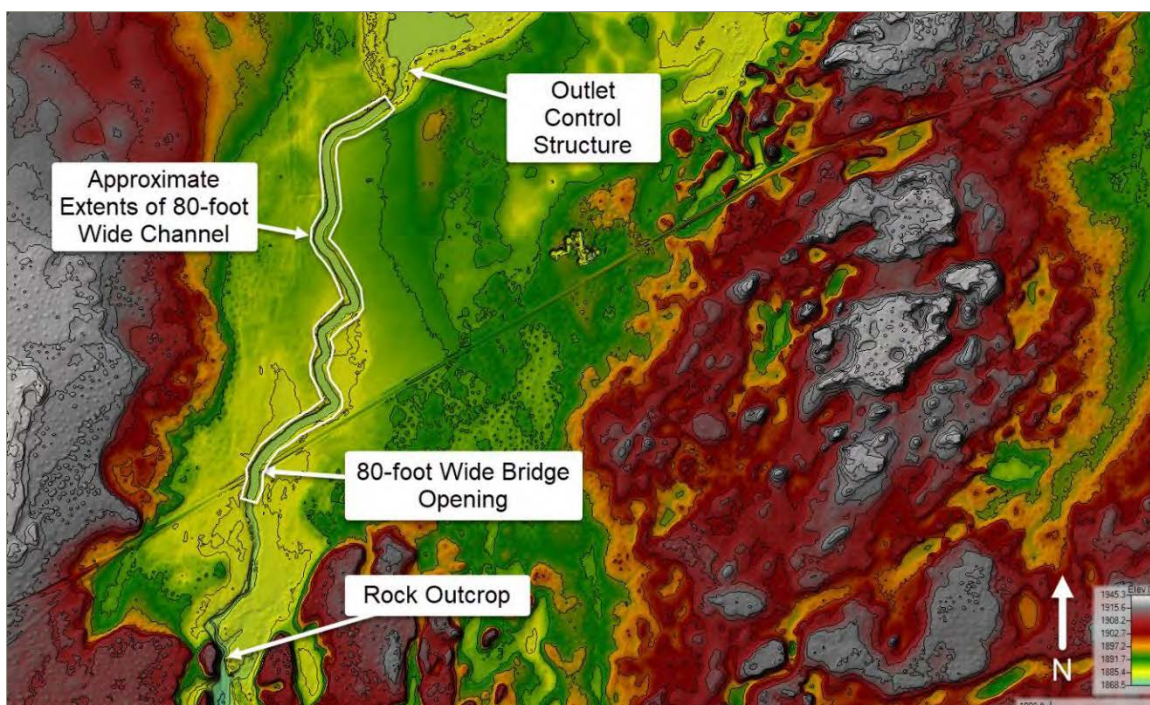 Outlet
Control
Structure
Approximate
Extents of 80-foot
Wide Channel
80-foot Wide Bridge
Opening
Rock Outcrop
N
Elev
1945.3
1915.6
1908.2
1902.7
1897.2
1891.7
1885.4
1868.5